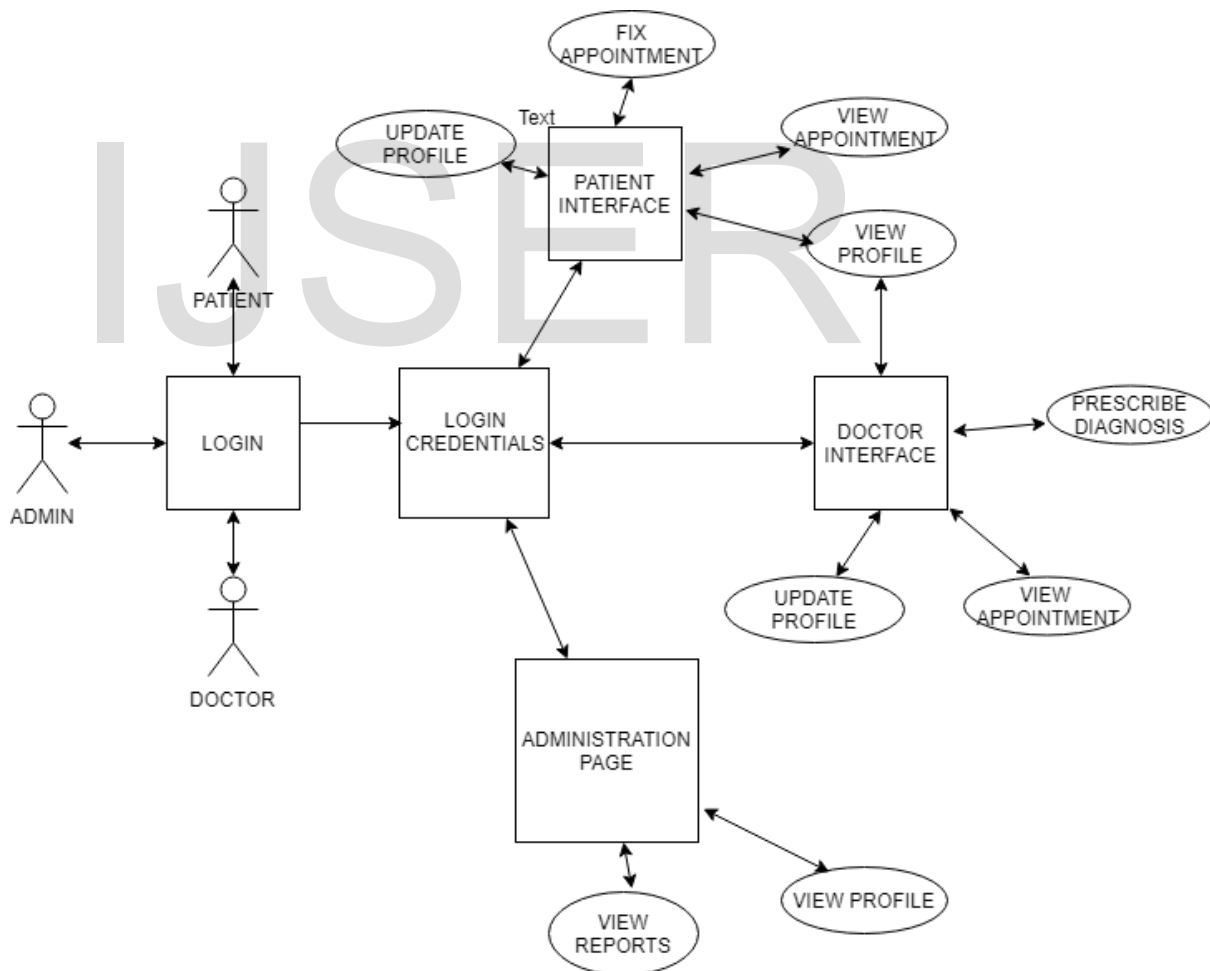 FIX
APPOINTMENT
Text
UPDATE
PROFILE
VIEW
APPOINTMENT
PATIENT
INTERFACE
VIEW
PROFILE
IJSER
PATIENT
LOGIN
LOGIN
CREDENTIALS
DOCTOR
INTERFACE
PRESCRIBE
DIAGNOSIS
ADMIN
UPDATE
PROFILE
VIEW
APPOINTMENT
DOCTOR
ADMINISTRATION
PAGE
VIEW PROFILE
VIEW
REPORTS